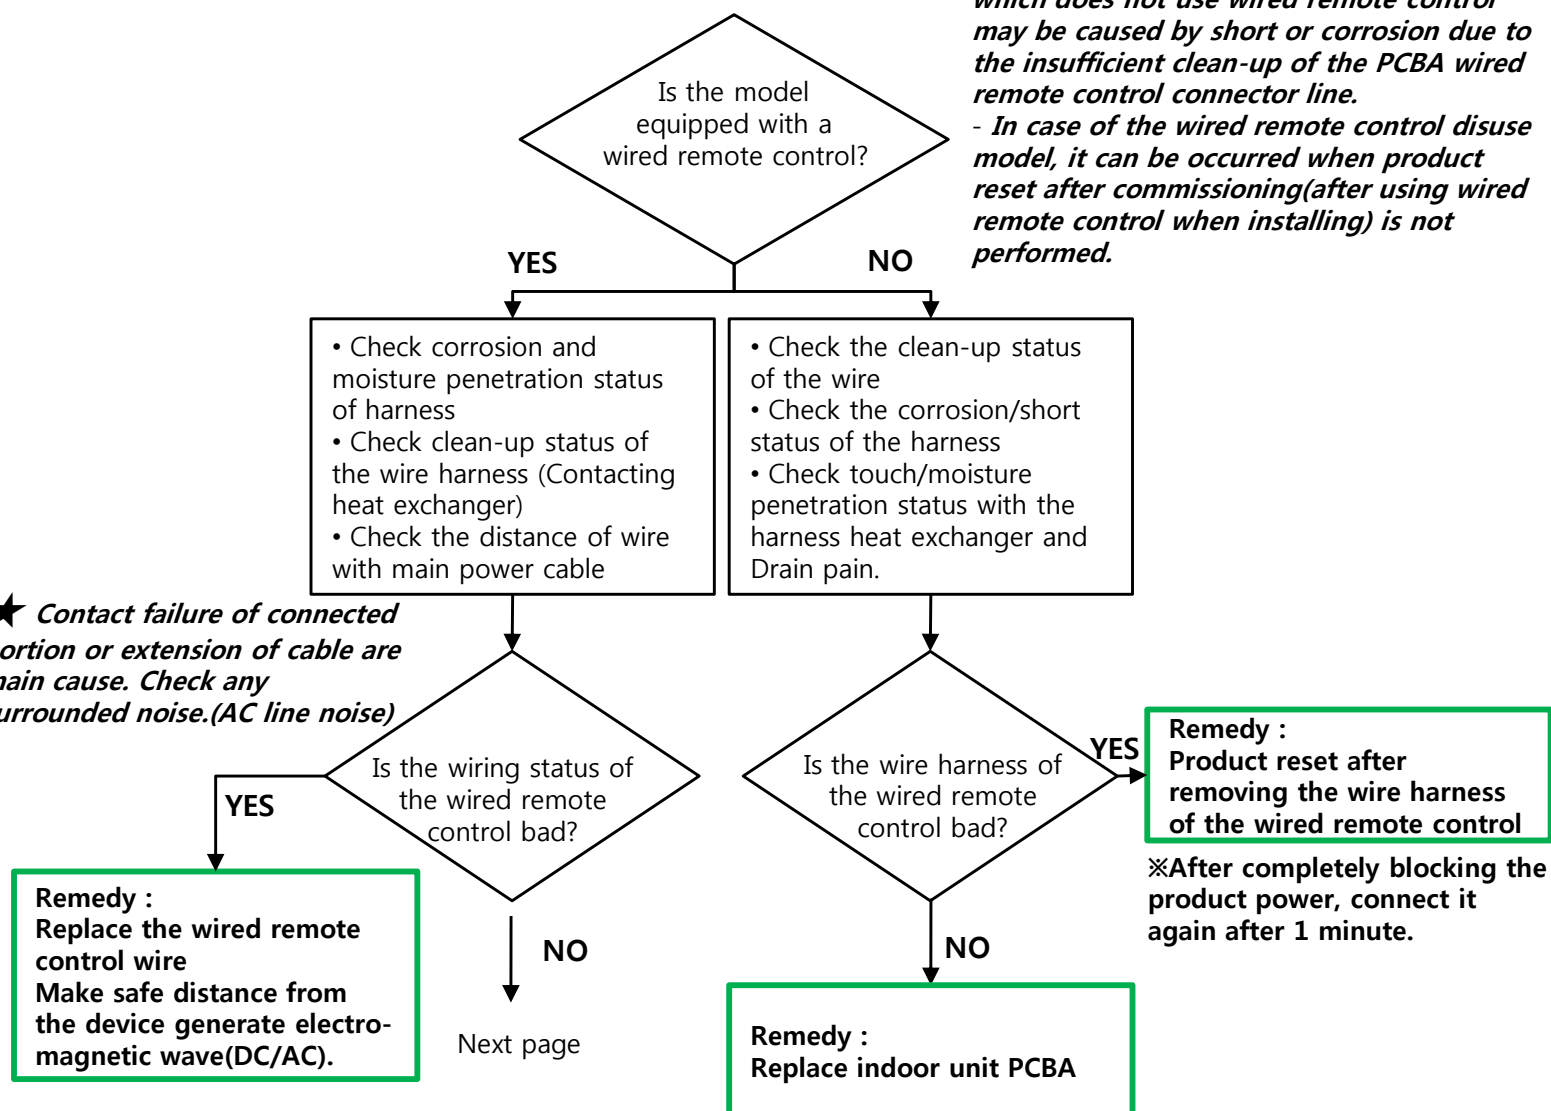 which does not use wired remote control
may be caused by short or corrosion due to
the insufficient clean-up of the PCBA wired
remote control connector line.
- In case of the wired remote control disuse
model, it can be occurred when product
reset after commissioning(after using wired
remote control when installing) is not
performed.
Is the model
equipped with a
wired remote control?
YES
NO
• Check corrosion and
moisture penetration status
of harness
• Check clean-up status of
the wire harness (Contacting
heat exchanger)
• Check the distance of wire
with main power cable
• Check the clean-up status
of the wire
• Check the corrosion/short
status of the harness
• Check touch/moisture
penetration status with the
harness heat exchanger and
Drain pain.
★ Contact failure of connected
ortion or extension of cable are
nain cause. Check any
urrounded noise.(AC line noise)
Is the wiring status of
the wired remote
control bad?
YES
NO
Remedy :
Replace the wired remote
control wire
Make safe distance from
the device generate electro-
magnetic wave(DC/AC).
Next page
Is the wire harness of
the wired remote
control bad?
YES
NO
Remedy :
Product reset after
removing the wire harness
of the wired remote control
※After completely blocking the
product power, connect it
again after 1 minute.
Remedy :
Replace indoor unit PCBA